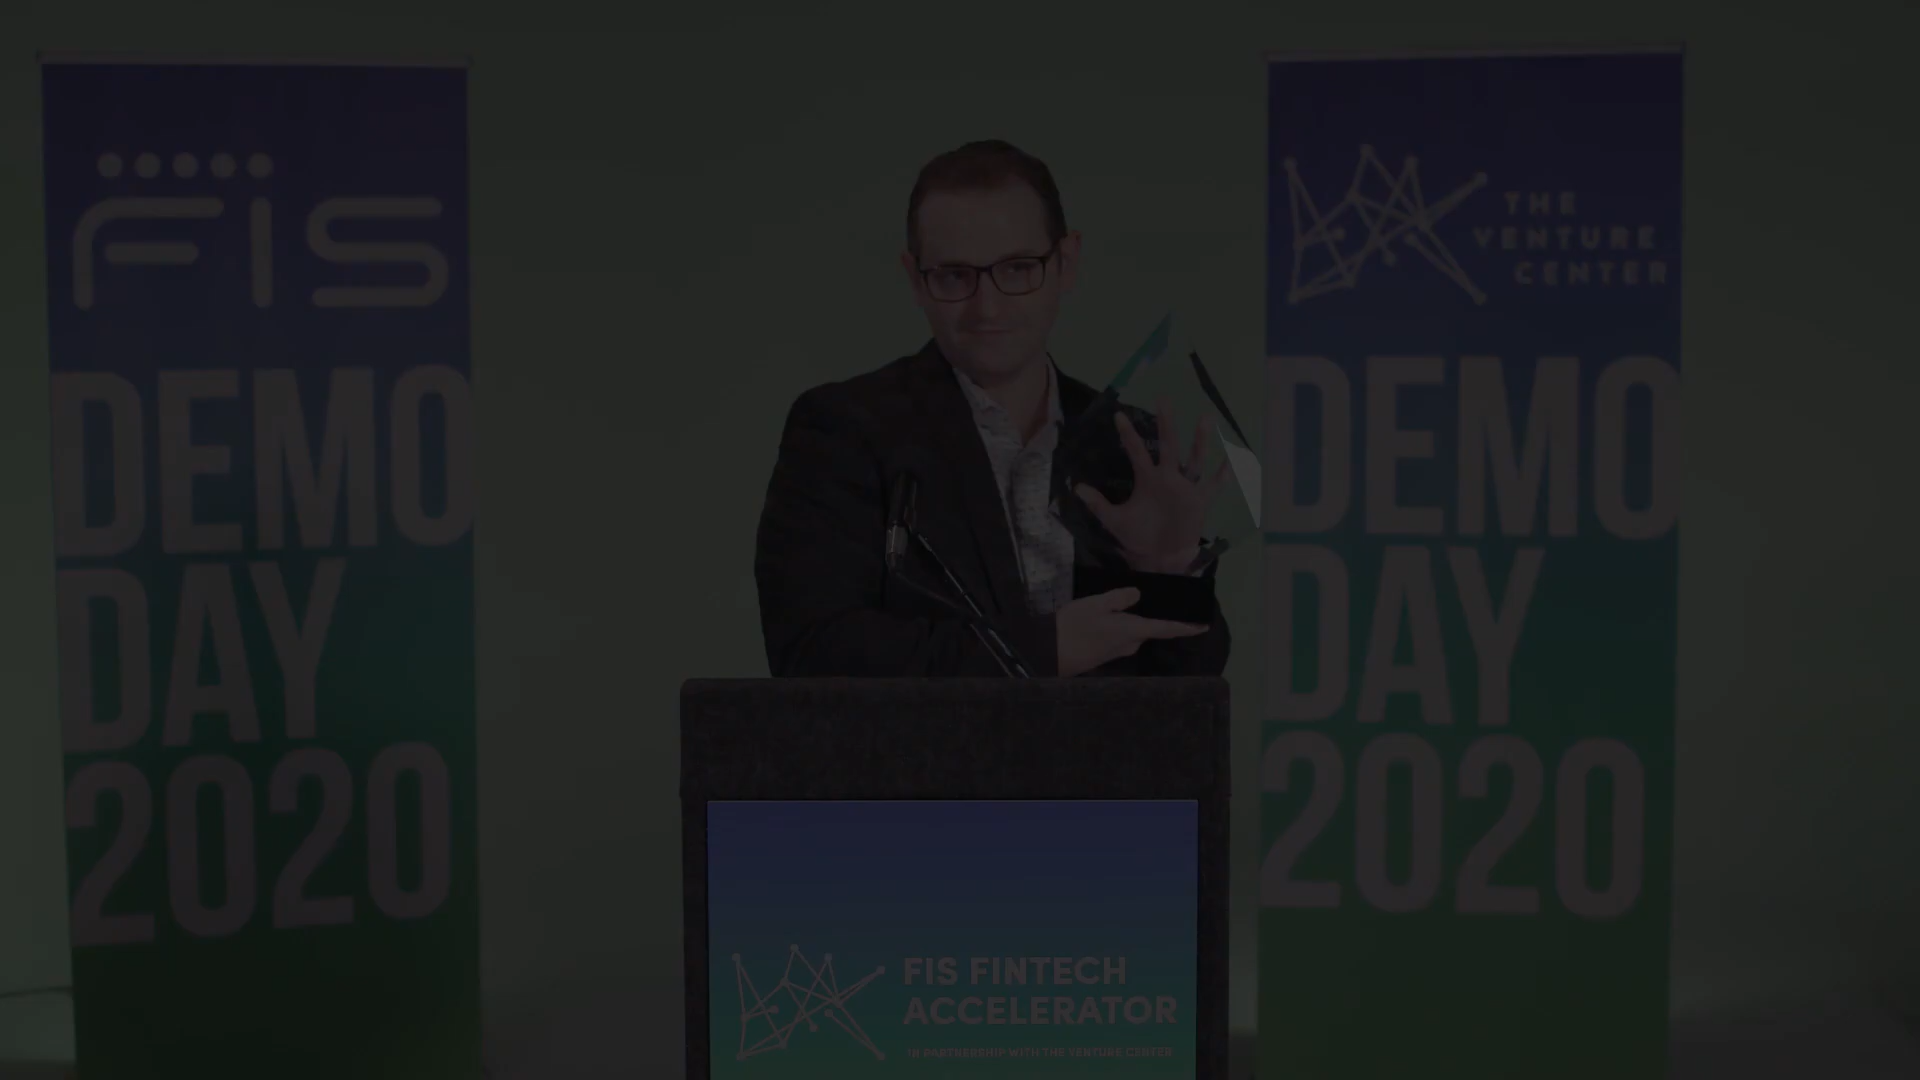 FIS
DEMO
DAY
2020
THE
VENTURE
CENTER
DEMO
DAY
2020
FIS FINTECH
ACCELERATOR
IN PARTNERSHIP WITH THE VENTURE CENTER